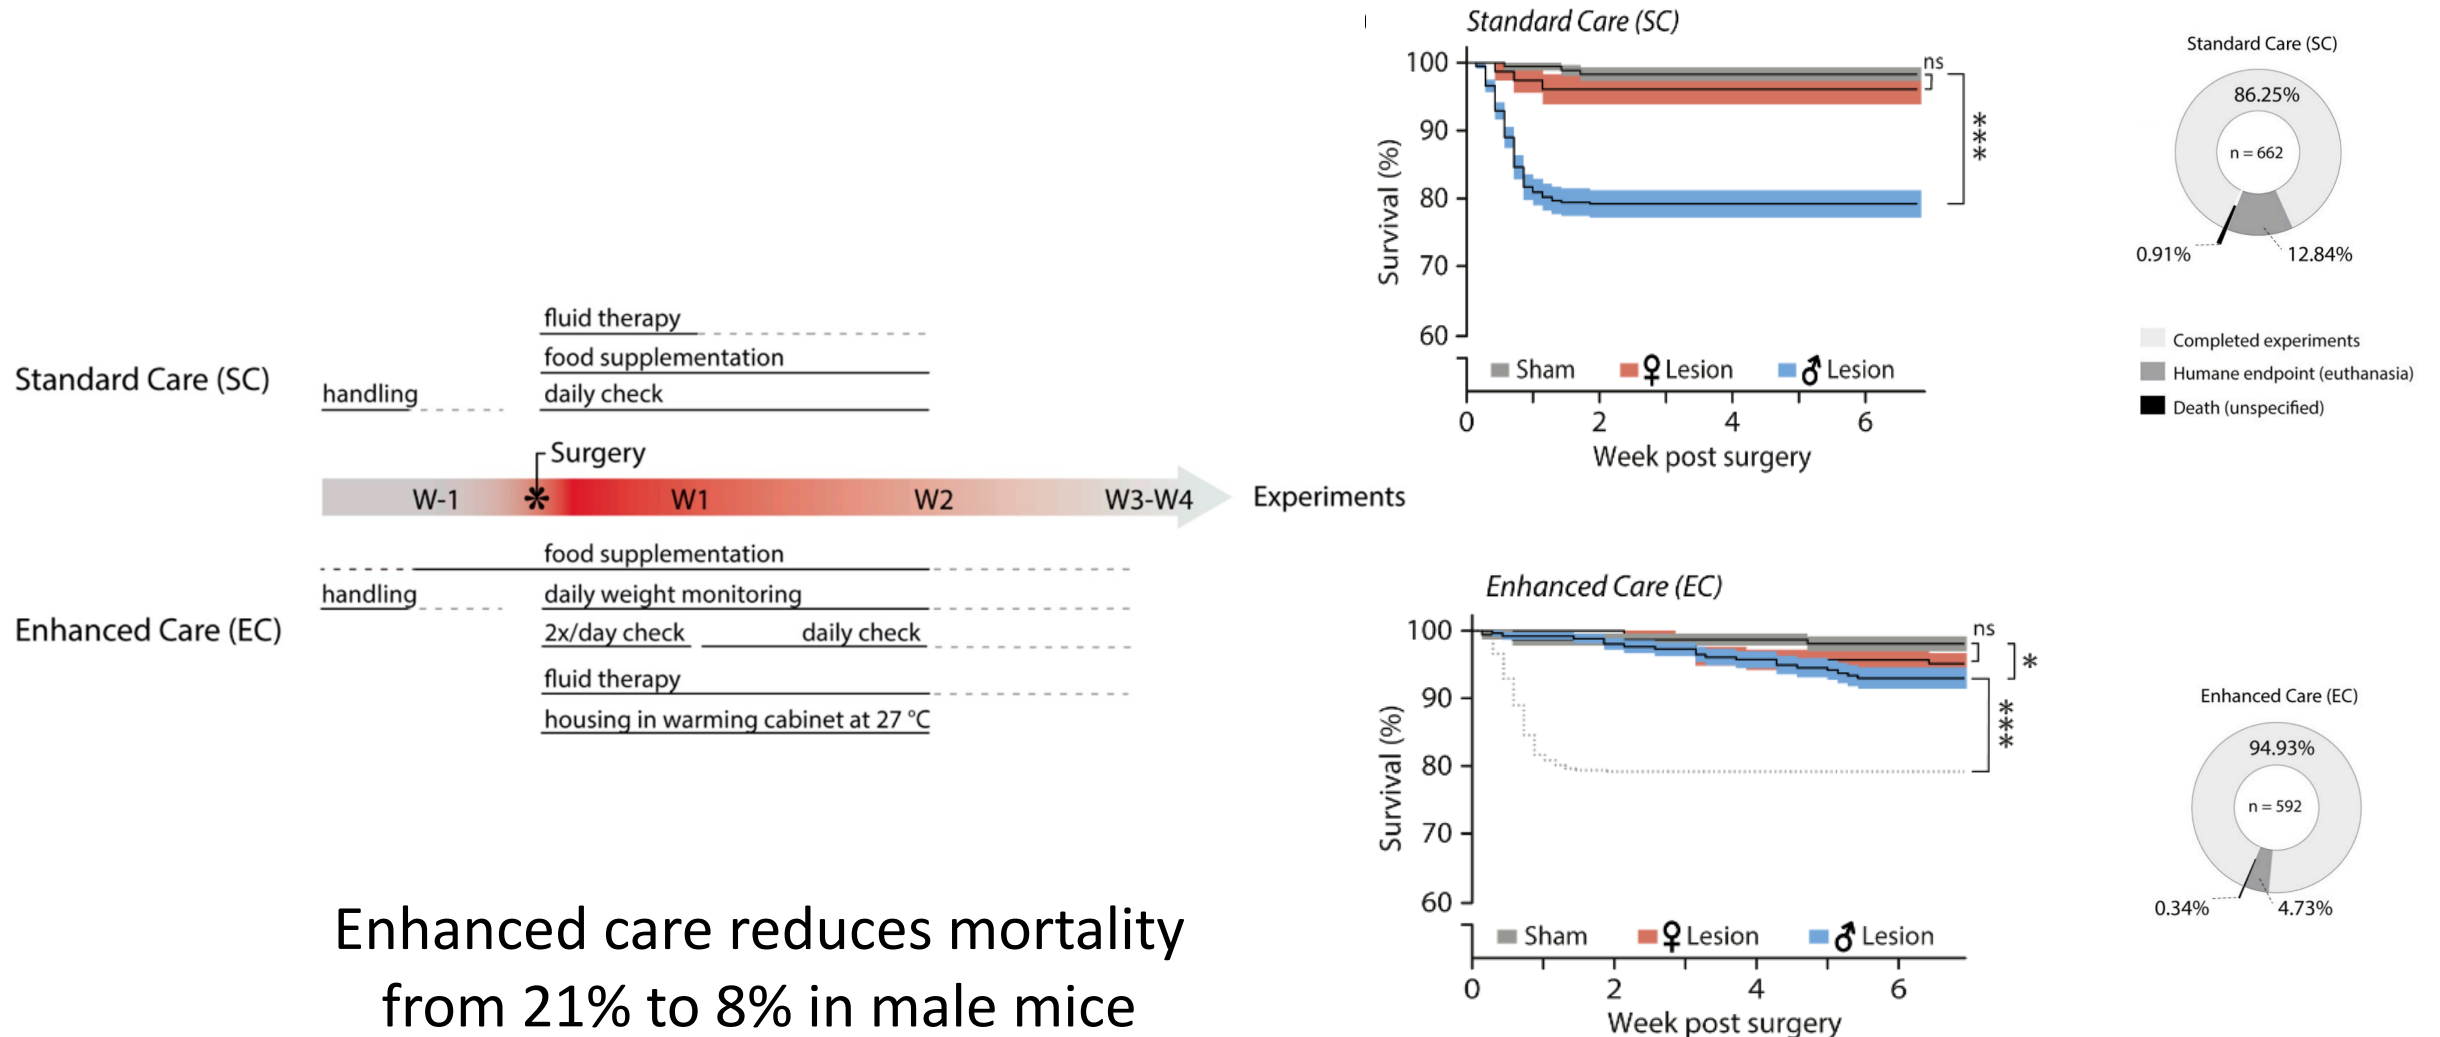 Standard Care (SC)
fluid therapy
food supplementation
handling
daily check
Surgery
W-1
*
W1
W2
W3-W4
Experiments
food supplementation
handling
daily weight monitoring
Enhanced Care (EC)
2x/day check
daily check
fluid therapy
housing in warming cabinet at 27 °C
Enhanced care reduces mortality
from 21% to 8% in male mice
Standard Care (SC)
Survival (%)
100
90
80
70
60
ns
***
♀
♂
Sham
Lesion
Lesion
0
2
4
6
Week post surgery
Standard Care (SC)
86.25%
n = 662
0.91%
12.84%
Completed experiments
Humane endpoint (euthanasia)
Death (unspecified)
Enhanced Care (EC)
Survival (%)
100
90
80
70
60
ns
*
***
Sham
♀ Lesion
♂ Lesion
0
2
4
6
Week post surgery
Enhanced Care (EC)
94.93%
n = 592
0.34%
4.73%